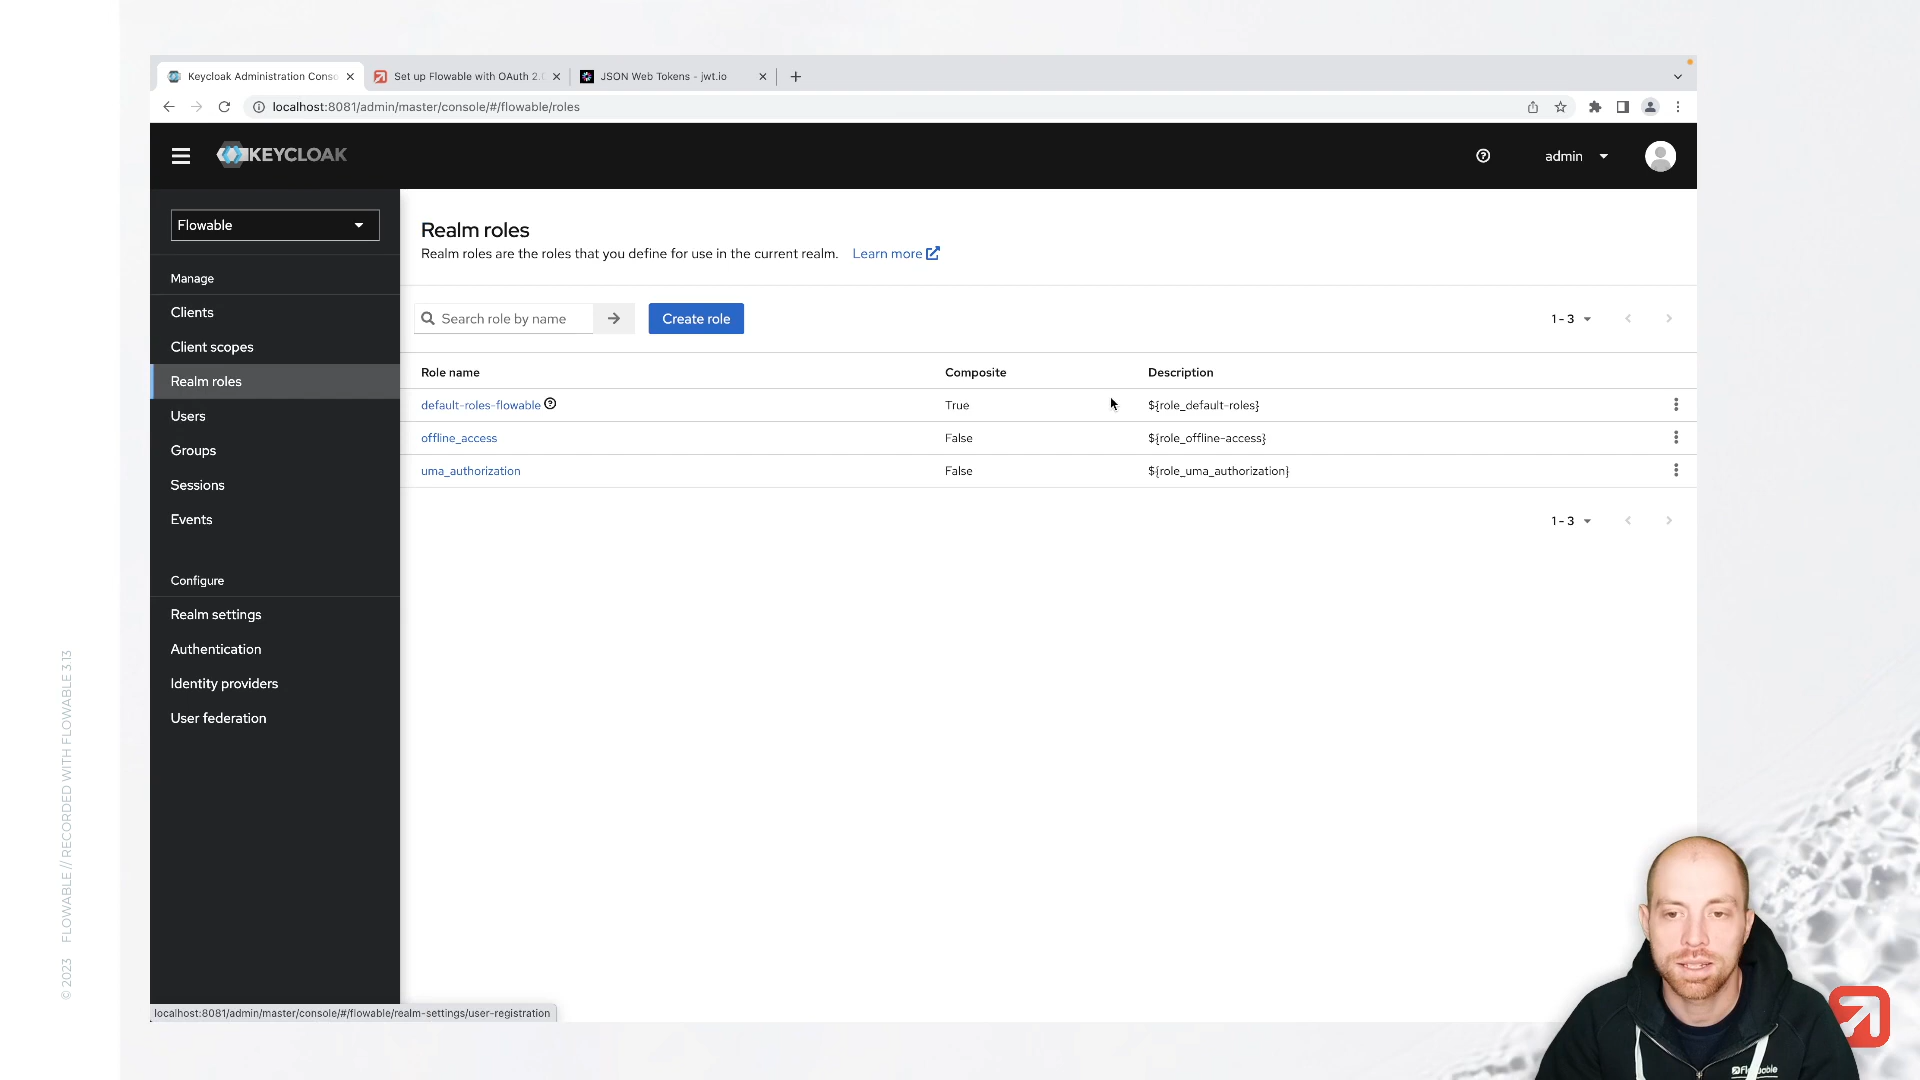 Keycloak Administration Conso
Set up Flowable with OAuth 2.
JSON Web Tokens - jwt.io
localhost:8081/admin/master/console/#/flowable/roles
KEYCLOAK
admin
Flowable
Manage
Clients
Client scopes
Realm roles
Users
Groups
Sessions
Events
Configure
Realm settings
Authentication
Identity providers
User federation
Realm roles
Realm roles are the roles that you define for use in the current realm. Learn more
Search role by name
Create role
1 - 3
Role name Composite Description
default-roles-flowable True ${role_default-roles}
offline_access False ${role_offline-access}
uma_authorization False ${role_uma_authorization}
1 - 3
localhost:8081/admin/master/console/#/flowable/realm-settings/user-registration
© 2023 FLOWABLE // RECORDED WITH FLOWABLE 3.13